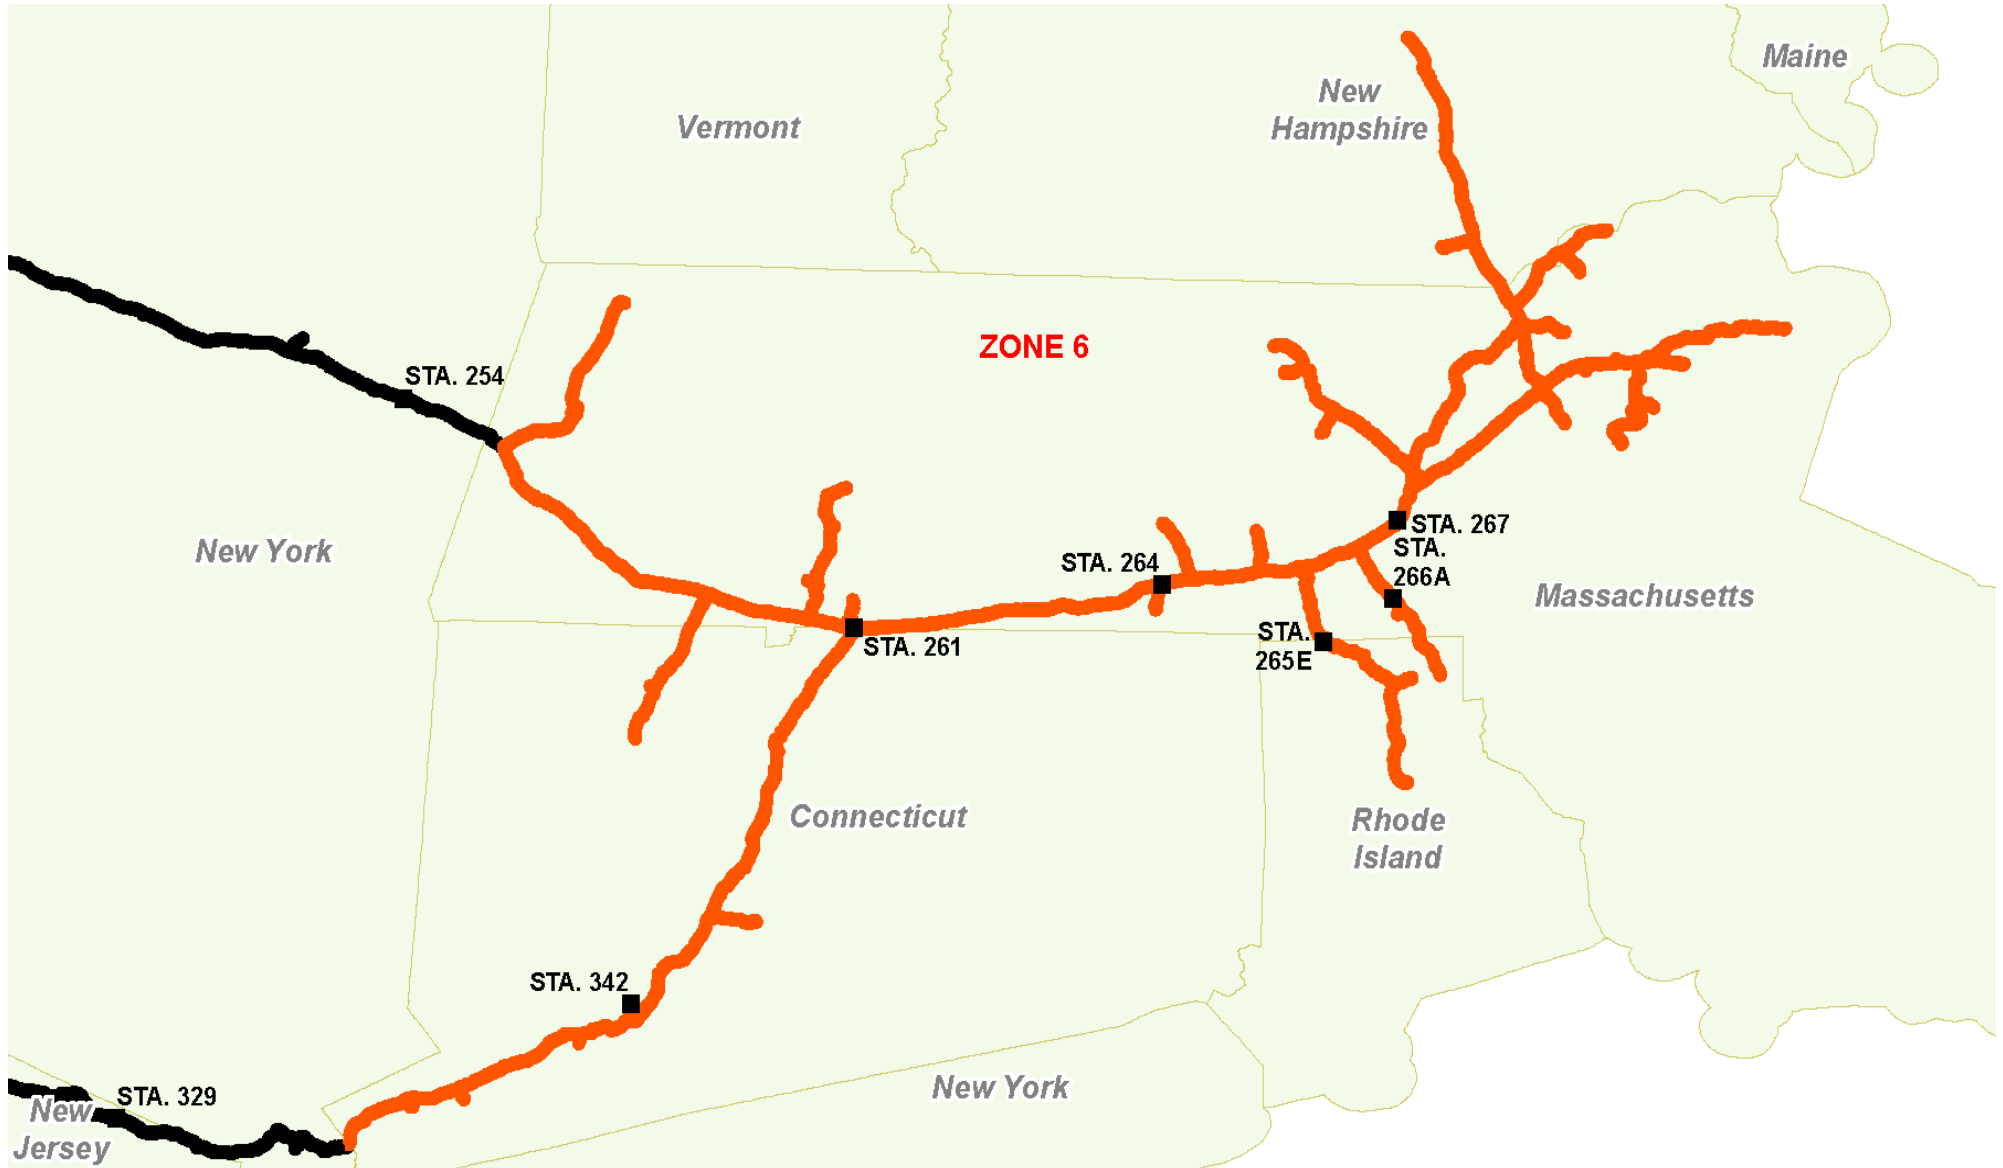 Maine
New
Hampshire
Vermont
ZONE 6
STA. 254
STA. 267
New York
STA.
266A
STA. 264
Massachusetts
STA.
265E
STA. 261
Connecticut
Rhode
Island
STA. 342
New York
STA. 329
New
Jersey